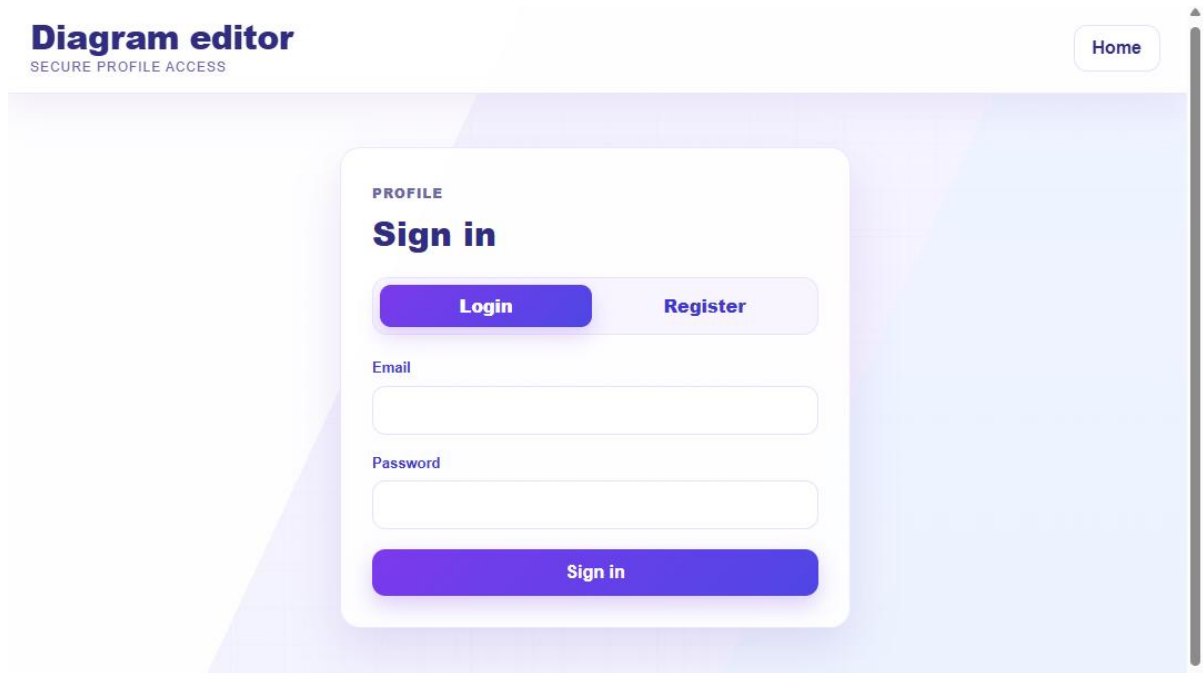 Diagram editor
SECURE PROFILE ACCESS
Home
PROFILE
Sign in
Login
Register
Email
Password
Sign in